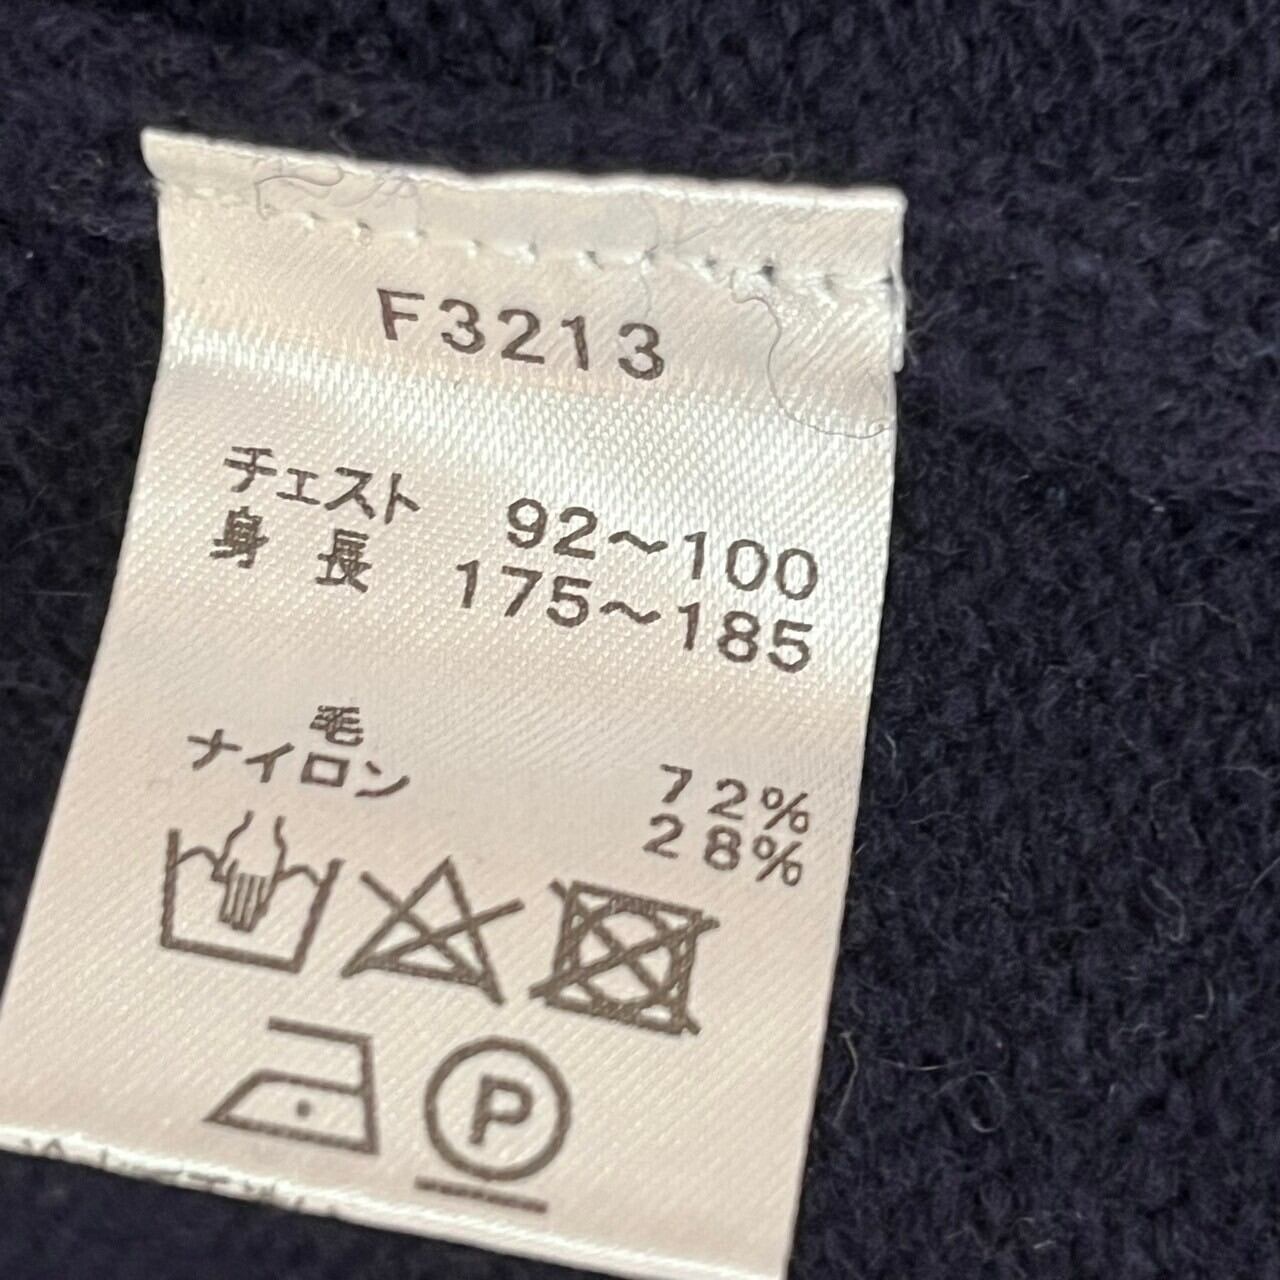 F3213
チェスト 92～100
身長 175～185
毛 72%
ナイロン 28%
P